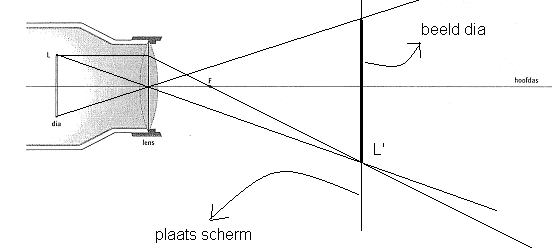 beeld dia
L
F
hoofdas
dia
lens
L'
plaats scherm